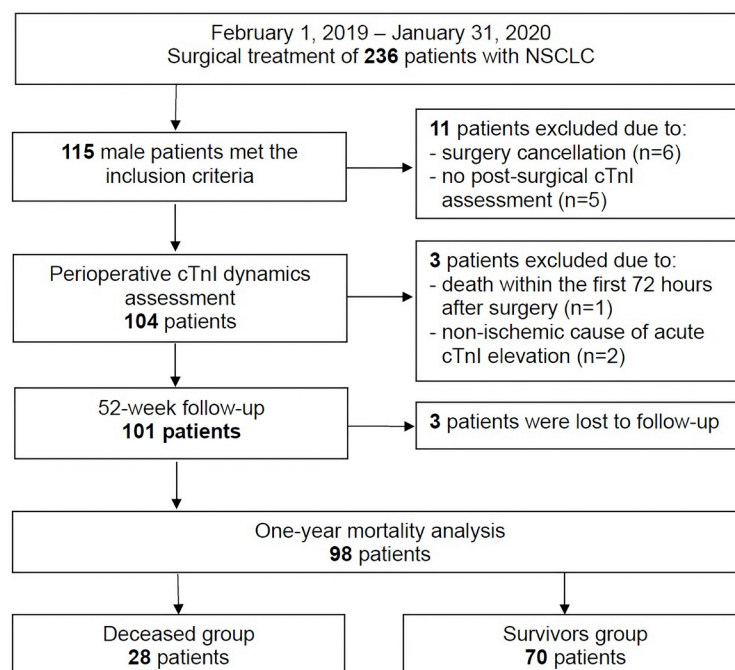 February 1, 2019 – January 31, 2020
Surgical treatment of 236 patients with NSCLC
115 male patients met the
inclusion criteria
11 patients excluded due to:
- surgery cancellation (n=6)
- no post-surgical cTnI
assessment (n=5)
Perioperative cTnI dynamics
assessment
104 patients
3 patients excluded due to:
- death within the first 72 hours
after surgery (n=1)
- non-ischemic cause of acute
cTnI elevation (n=2)
52-week follow-up
101 patients
3 patients were lost to follow-up
One-year mortality analysis
98 patients
Deceased group
28 patients
Survivors group
70 patients